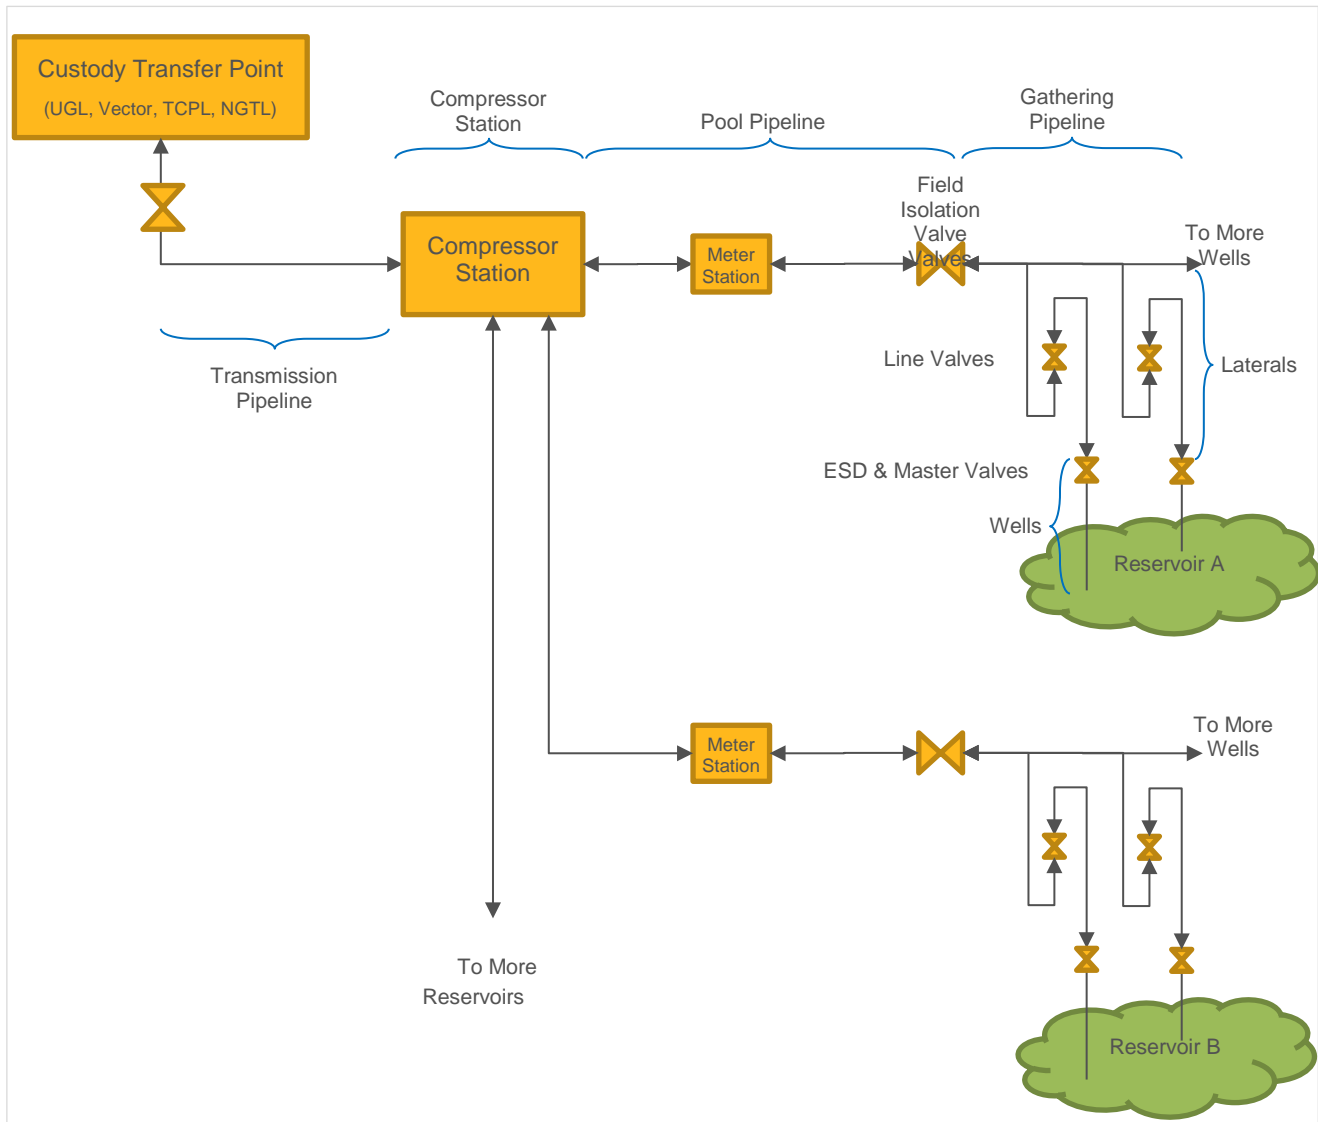 Custody Transfer Point
(UGL, Vector, TCPL, NGTL)
Compressor
Station
Pool Pipeline
Gathering
Pipeline
Field
Isolation
Valve
Valves
Compressor
Station
Meter
Station
To More
Wells
Transmission
Pipeline
Line Valves
Laterals
ESD & Master Valves
Wells
Reservoir A
Meter
Station
To More
Wells
To More
Reservoirs
Reservoir B